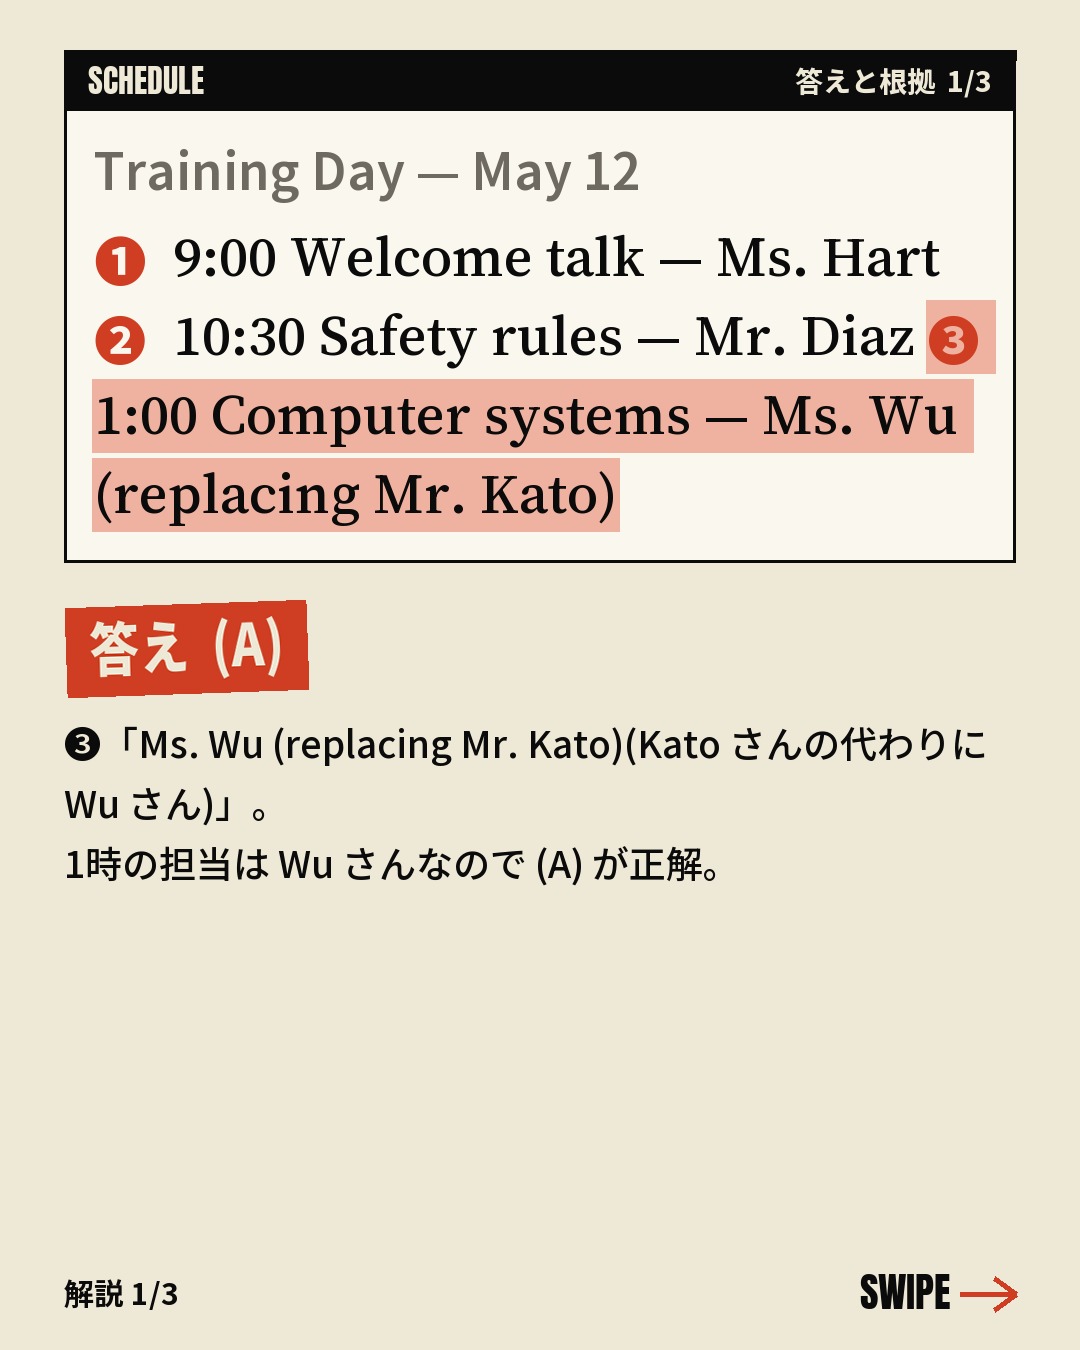 SCHEDULE
答えと根拠 1/3
Training Day — May 12
❶ 9:00 Welcome talk — Ms. Hart
❷ 10:30 Safety rules — Mr. Diaz ❸
1:00 Computer systems — Ms. Wu
(replacing Mr. Kato)
答え (A)
❸「Ms. Wu (replacing Mr. Kato)(Kato さんの代わりに
Wu さん)」。
1時の担当は Wu さんなので (A) が正解。
解説 1/3
SWIPE →